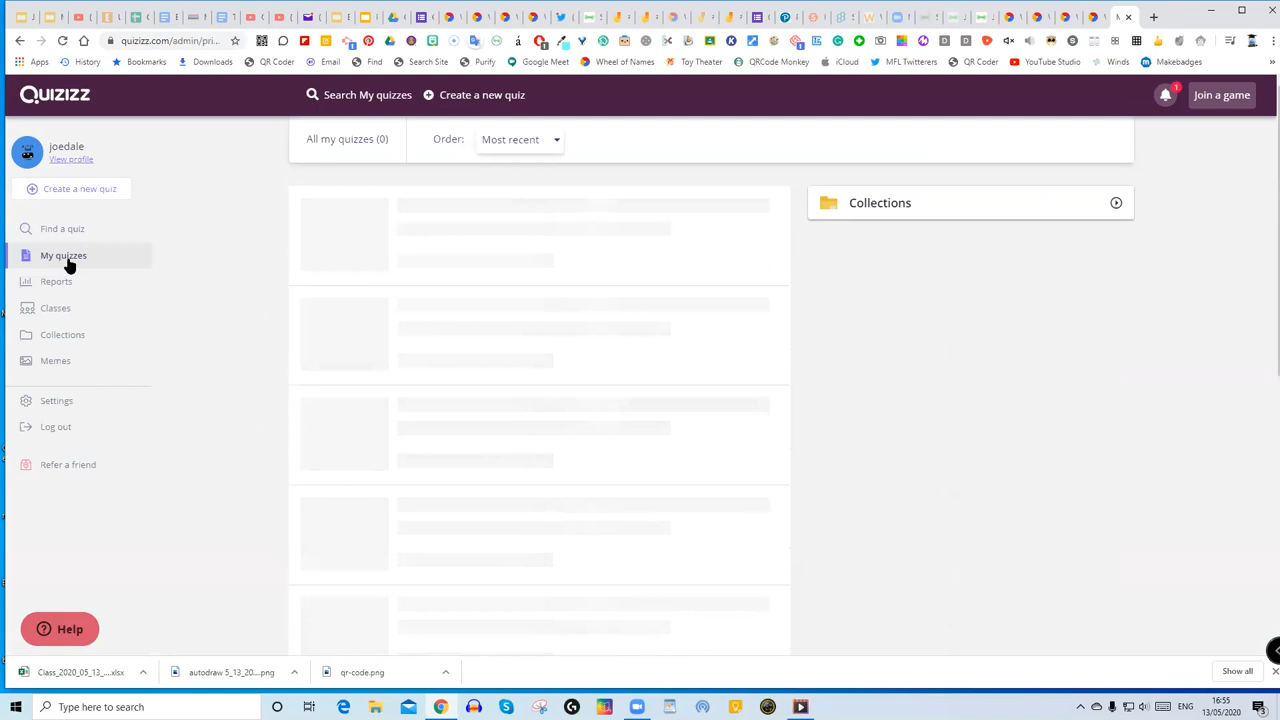 quizizz.com/admin/pri...
Apps
History
Bookmarks
Downloads
QR Coder
Email
Find
Search Site
Purify
Google Meet
Wheel of Names
Toy Theater
QRCode Monkey
iCloud
MFL Twitterers
QR Coder
YouTube Studio
Winds
Makebadges
Quizizz
Search My quizzes
Create a new quiz
1
Join a game
joedale
View profile
Create a new quiz
Find a quiz
My quizzes
Reports
Classes
Collections
Memes
Settings
Log out
Refer a friend
Help
All my quizzes (0)
Order:
Most recent
Collections
Class_2020_05_13_....xlsx
autodraw 5_13_20....png
qr-code.png
Show all
Type here to search
ENG
16:55
13/05/2020